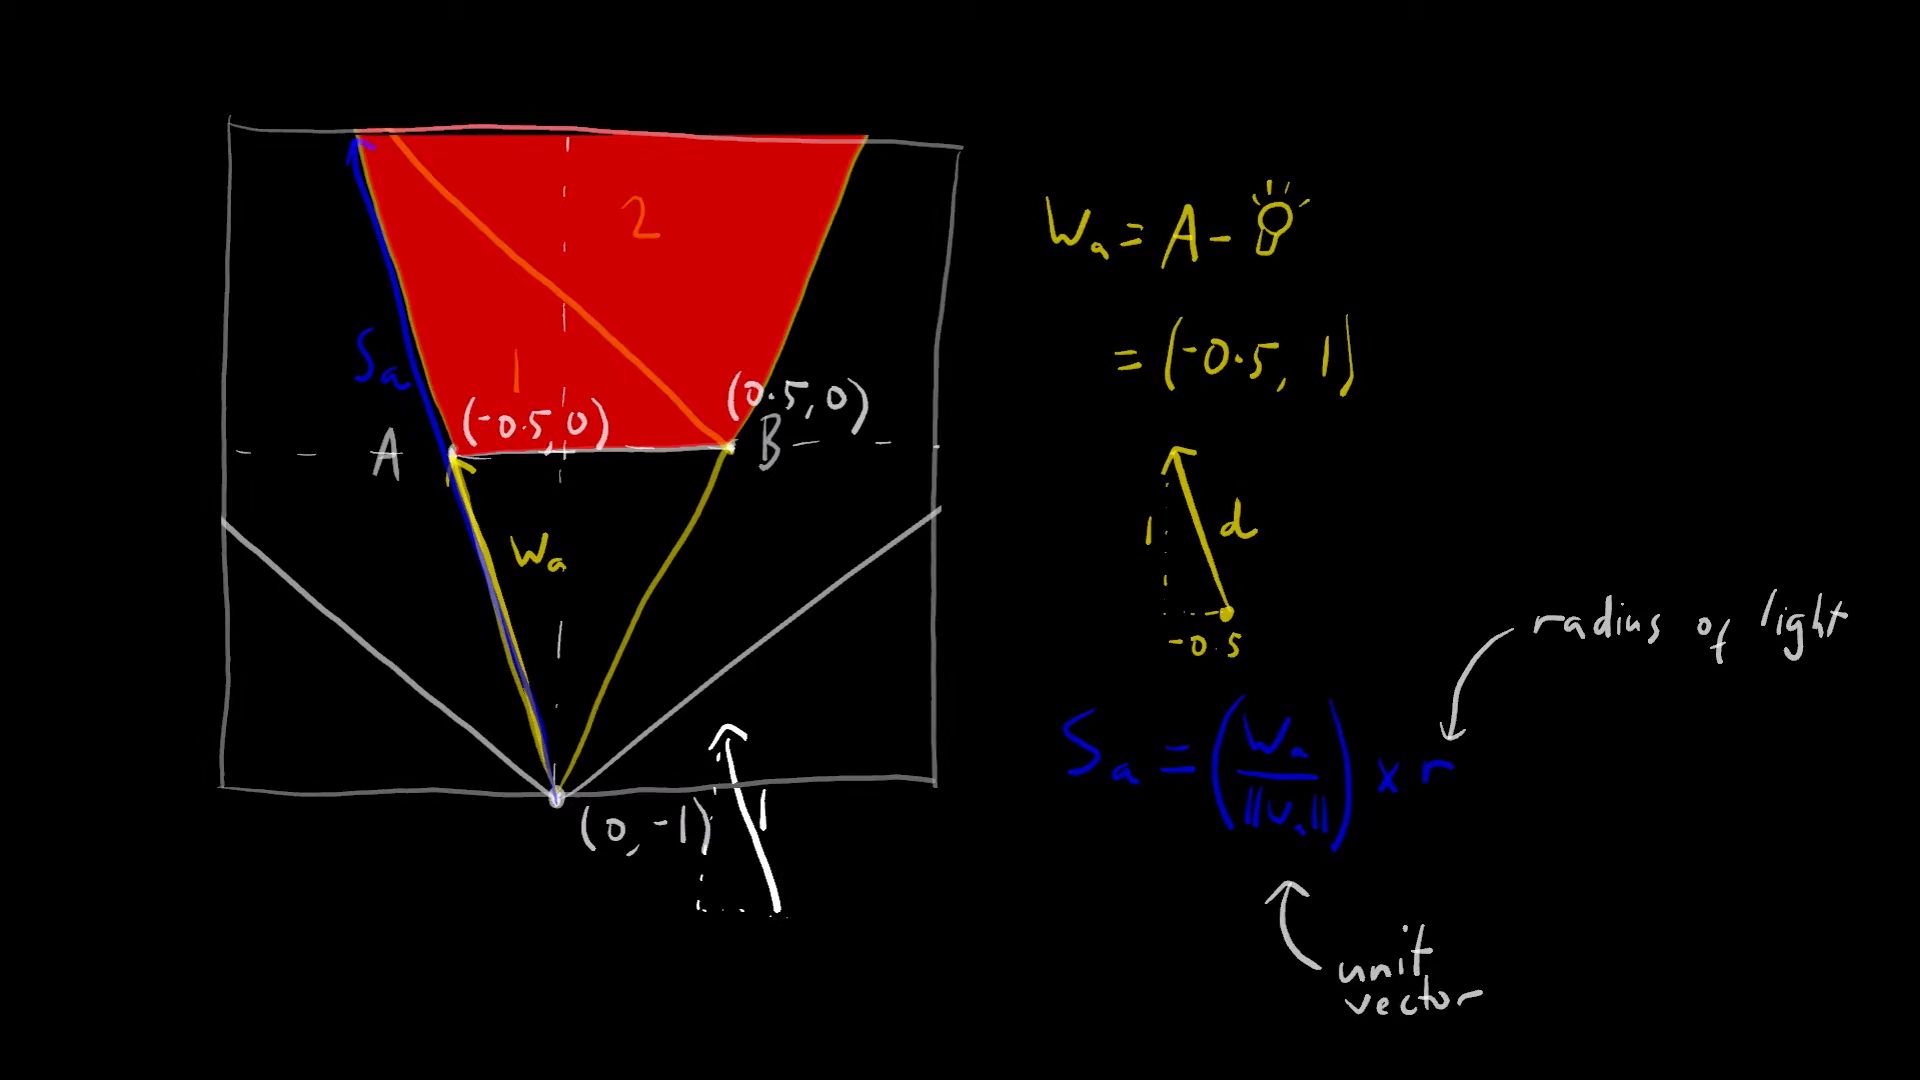 2
1
Sa
(-0.5, 0)
(0.5, 0)
A
B
Wa
(0, -1)
1
Wa = A -
= (-0.5, 1)
1
d
-0.5
radius of light
Sa = (Wa / ||Va||) x r
unit
vector